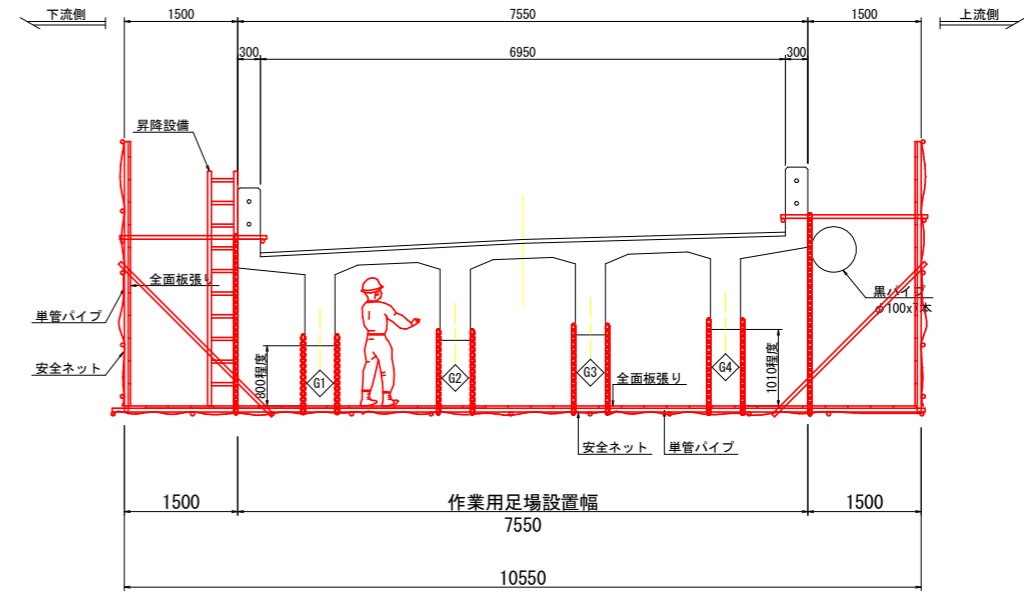 下流側
1500
7550
1500
上流側
300
6950
300
昇降設備
全面板張り
単管パイプ
安全ネット
黒パイプ
φ100x7本
800程度
G1
G2
G3
G4
1010程度
全面板張り
安全ネット
単管パイプ
1500
作業用足場設置幅
1500
7550
10550